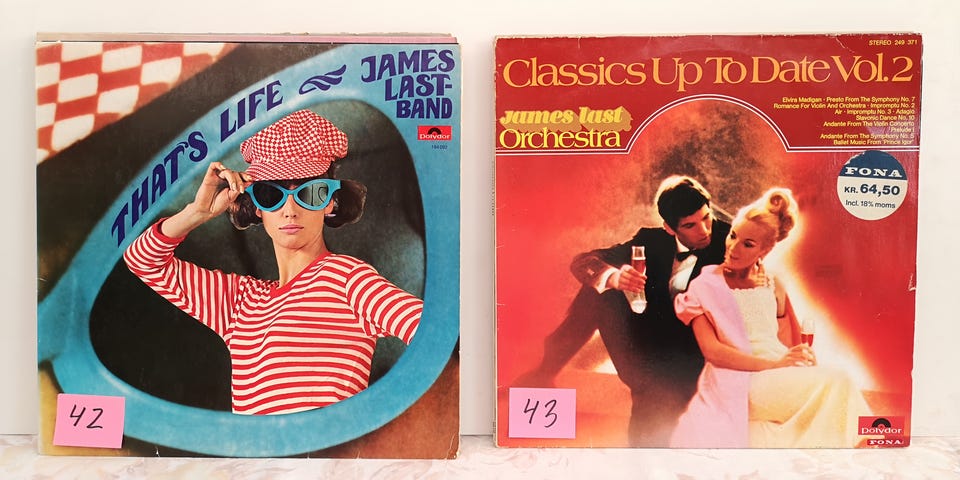 THAT'S LIFE
JAMES
LAST-
BAND
Polydor
42
STEREO 249 371
Classics Up To Date Vol. 2
james last
Orchestra
Elvira Madigan · Presto From The Symphony No. 7
Romance For Violin And Orchestra · Impromptu No. 2
Air · Impromptu No. 3 · Adagio
Slavonic Dance No. 10
Andante From The Violin Concerto
Prelude I
Andante From The Symphony No. 5
Ballet Music From 'Prince Igor'
FONA
KR. 64,50
Incl. 18% moms
43
Polydor
FONA